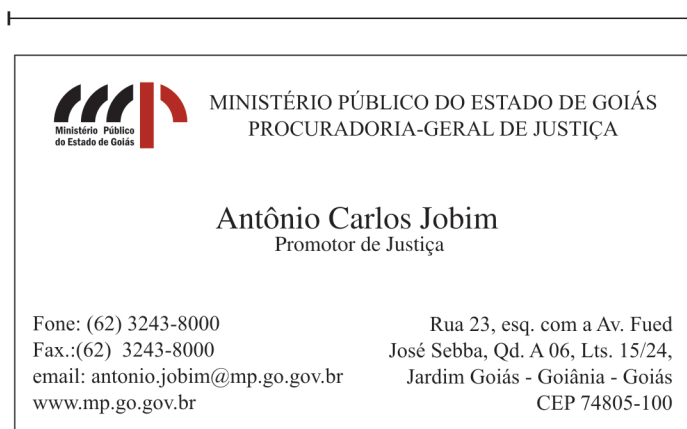 Ministério Público
do Estado de Goiás
MINISTÉRIO PÚBLICO DO ESTADO DE GOIÁS
PROCURADORIA-GERAL DE JUSTIÇA
Antônio Carlos Jobim
Promotor de Justiça
Fone: (62) 3243-8000
Fax.:(62)  3243-8000
email: antonio.jobim@mp.go.gov.br
www.mp.go.gov.br
Rua 23, esq. com a Av. Fued
José Sebba, Qd. A 06, Lts. 15/24,
Jardim Goiás - Goiânia - Goiás
CEP 74805-100